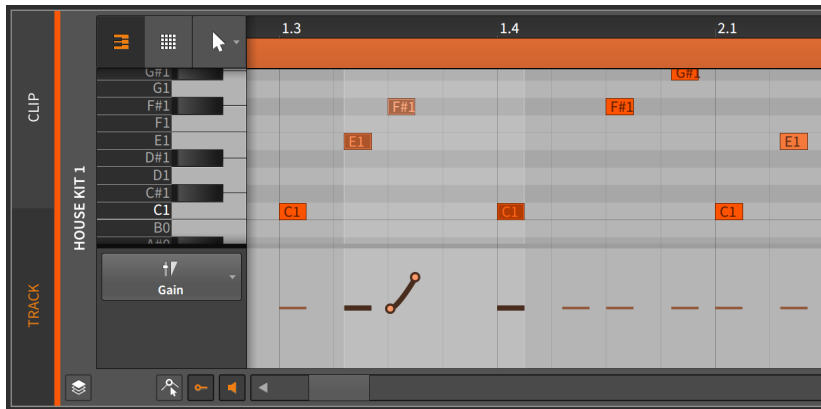 1.3 1.4 2.1
CLIP
TRACK
HOUSE KIT 1
G#1 G#1
G1
F#1 F#1 F#1
F1
E1 E1 E1
D#1
D1
C#1
C1 C1 C1 C1
B0
A#0
Gain